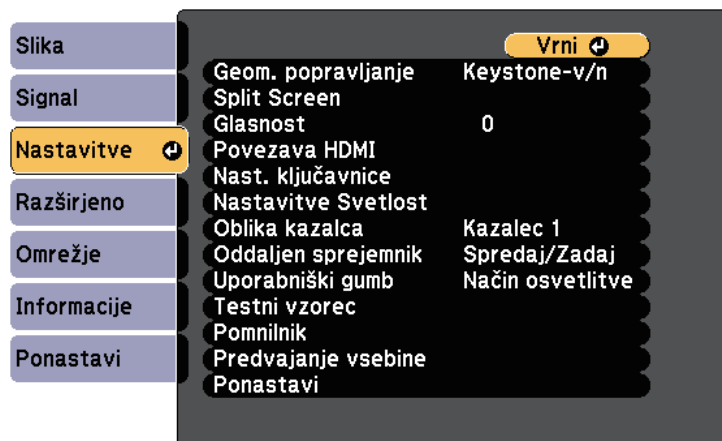 Slika
Signal
Nastavitve
Razširjeno
Omrežje
Informacije
Ponastavi
Vrni
Geom. popravljanje Keystone-v/n
Split Screen
Glasnost 0
Povezava HDMI
Nast. ključavnice
Nastavitve Svetlost
Oblika kazalca Kazalec 1
Oddaljen sprejemnik Spredaj/Zadaj
Uporabniški gumb Način osvetlitve
Testni vzorec
Pomnilnik
Predvajanje vsebine
Ponastavi